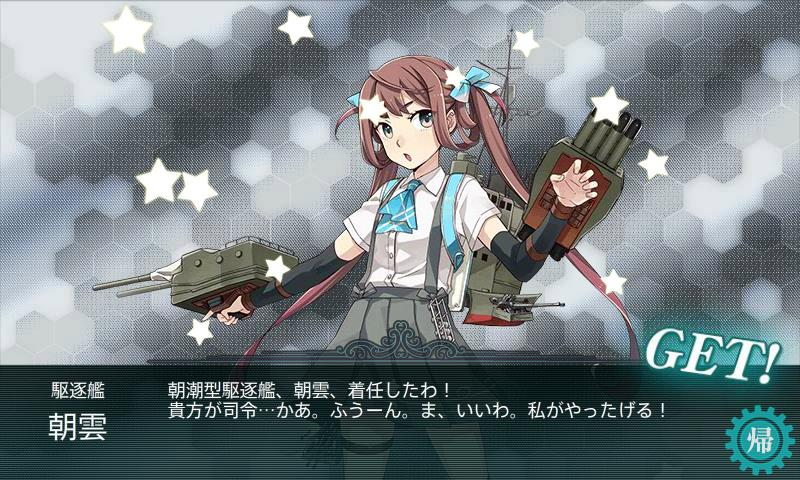 GET!
駆逐艦
朝雲
朝潮型駆逐艦、朝雲、着任したわ！
貴方が司令…かあ。ふうーん。ま、いいわ。私がやったげる！
帰